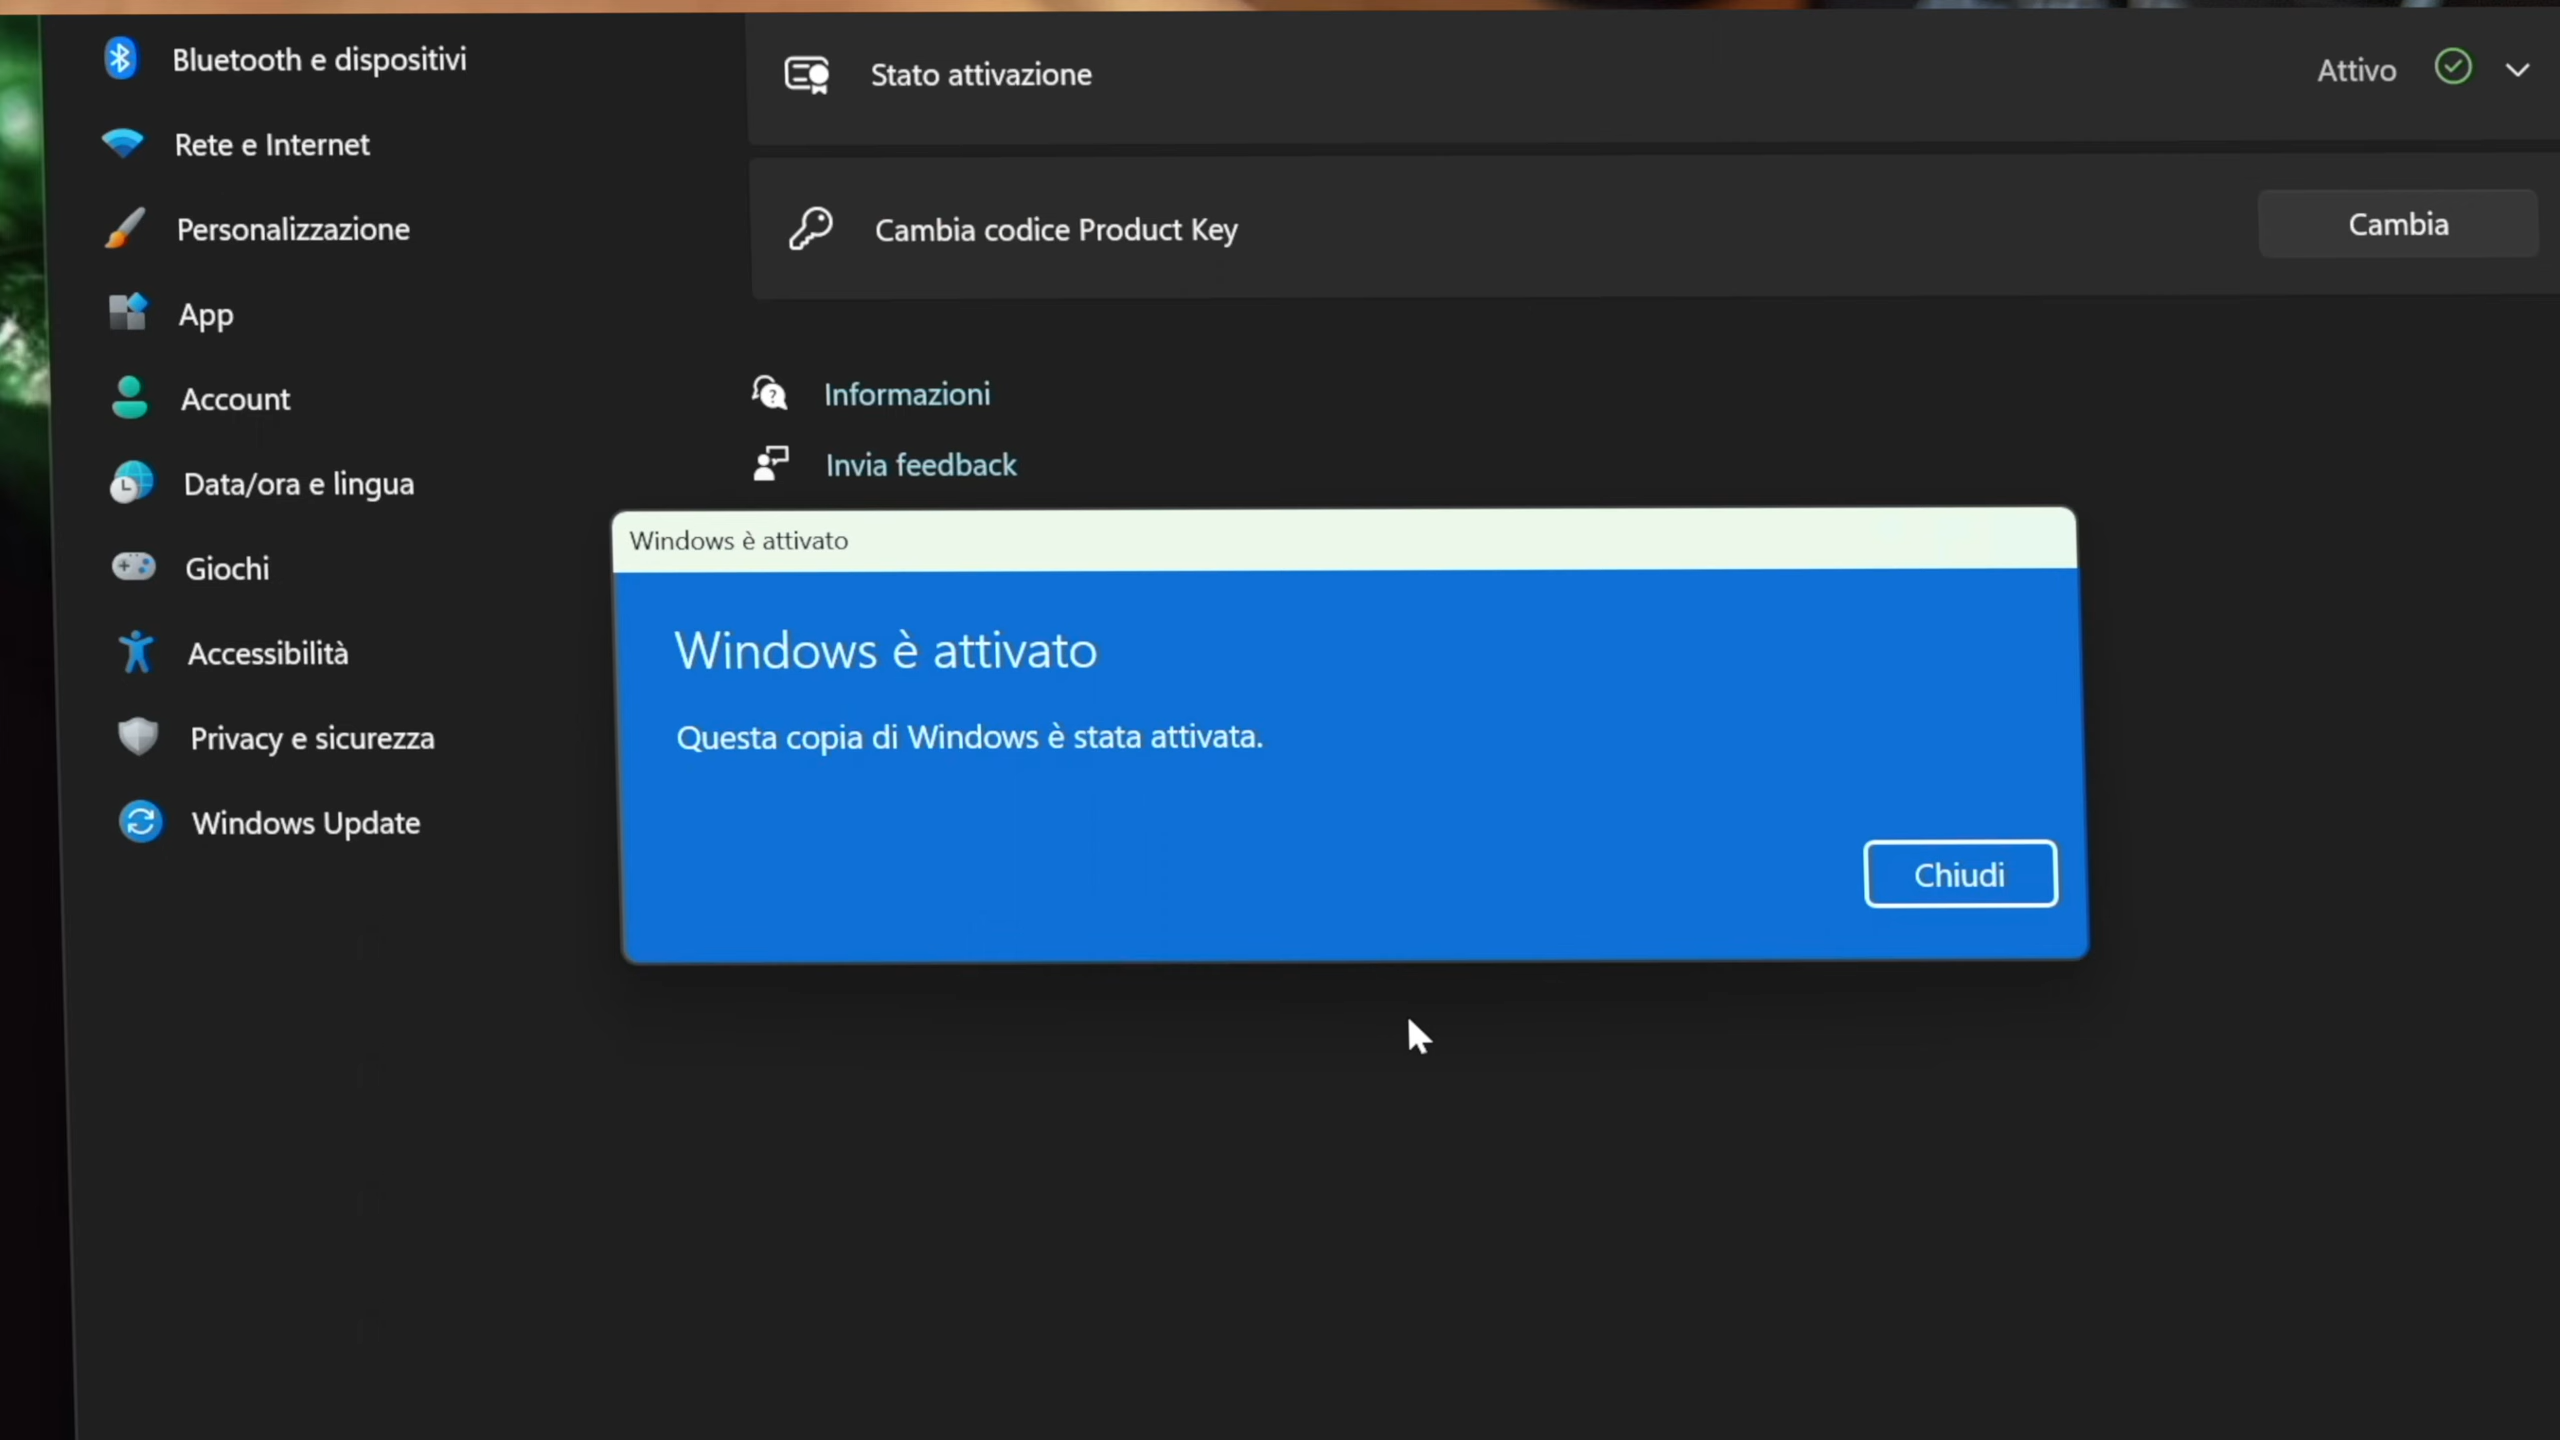 Bluetooth e dispositivi
Rete e Internet
Personalizzazione
App
Account
Data/ora e lingua
Giochi
Accessibilità
Privacy e sicurezza
Windows Update
Stato attivazione
Attivo
Cambia codice Product Key
Cambia
Informazioni
Invia feedback
Windows è attivato
Windows è attivato
Questa copia di Windows è stata attivata.
Chiudi